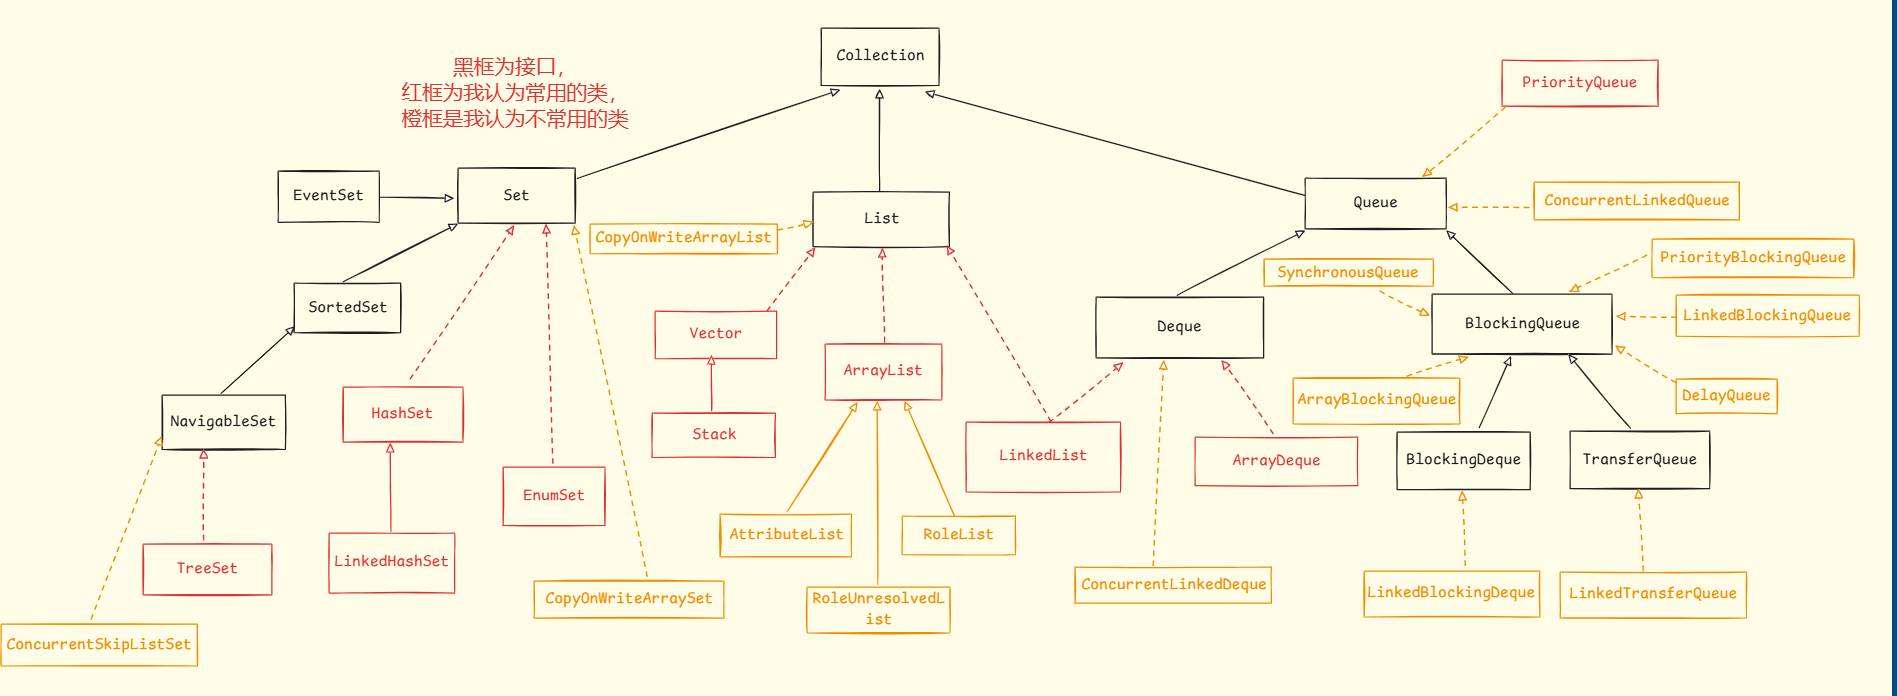 Collection
黑框为接口，
红框为我认为常用的类，
橙框是我认为不常用的类
PriorityQueue
EventSet
Set
List
Queue
ConcurrentLinkedQueue
CopyOnWriteArrayList
SynchronousQueue
PriorityBlockingQueue
SortedSet
Vector
Deque
BlockingQueue
LinkedBlockingQueue
ArrayList
ArrayBlockingQueue
DelayQueue
NavigableSet
HashSet
Stack
LinkedList
ArrayDeque
BlockingDeque
TransferQueue
EnumSet
AttributeList
RoleList
TreeSet
LinkedHashSet
CopyOnWriteArraySet
RoleUnresolvedL
ist
ConcurrentLinkedDeque
LinkedBlockingDeque
LinkedTransferQueue
ConcurrentSkipListSet